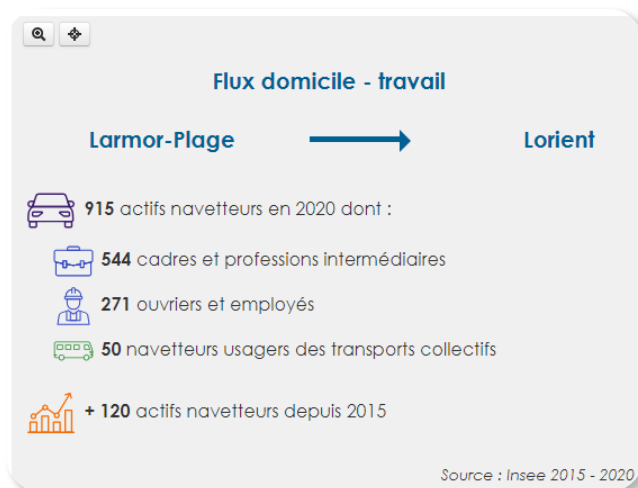 Flux domicile - travail
Larmor-Plage Lorient
915 actifs navetteurs en 2020 dont :
544 cadres et professions intermédiaires
271 ouvriers et employés
50 navetteurs usagers des transports collectifs
+ 120 actifs navetteurs depuis 2015
Source : Insee 2015 - 2020